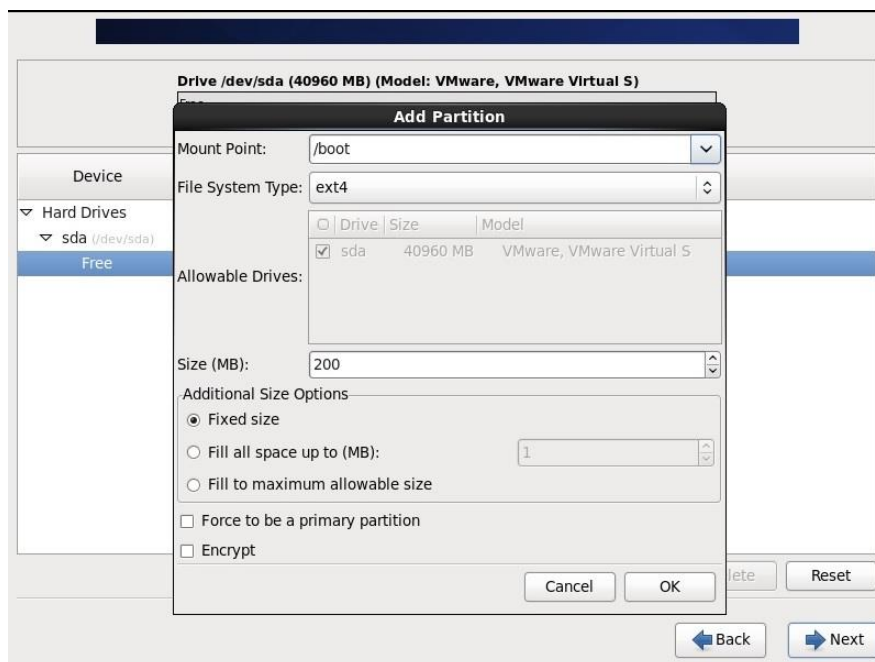 Drive /dev/sda (40960 MB) (Model: VMware, VMware Virtual S)
Free
Add Partition
Mount Point: /boot
Device
File System Type: ext4
Hard Drives
sda (/dev/sda)
Free
Drive Size Model
sda 40960 MB VMware, VMware Virtual S
Allowable Drives:
Size (MB): 200
Additional Size Options
Fixed size
Fill all space up to (MB): 1
Fill to maximum allowable size
Force to be a primary partition
Encrypt
Cancel OK
Reset
Back Next